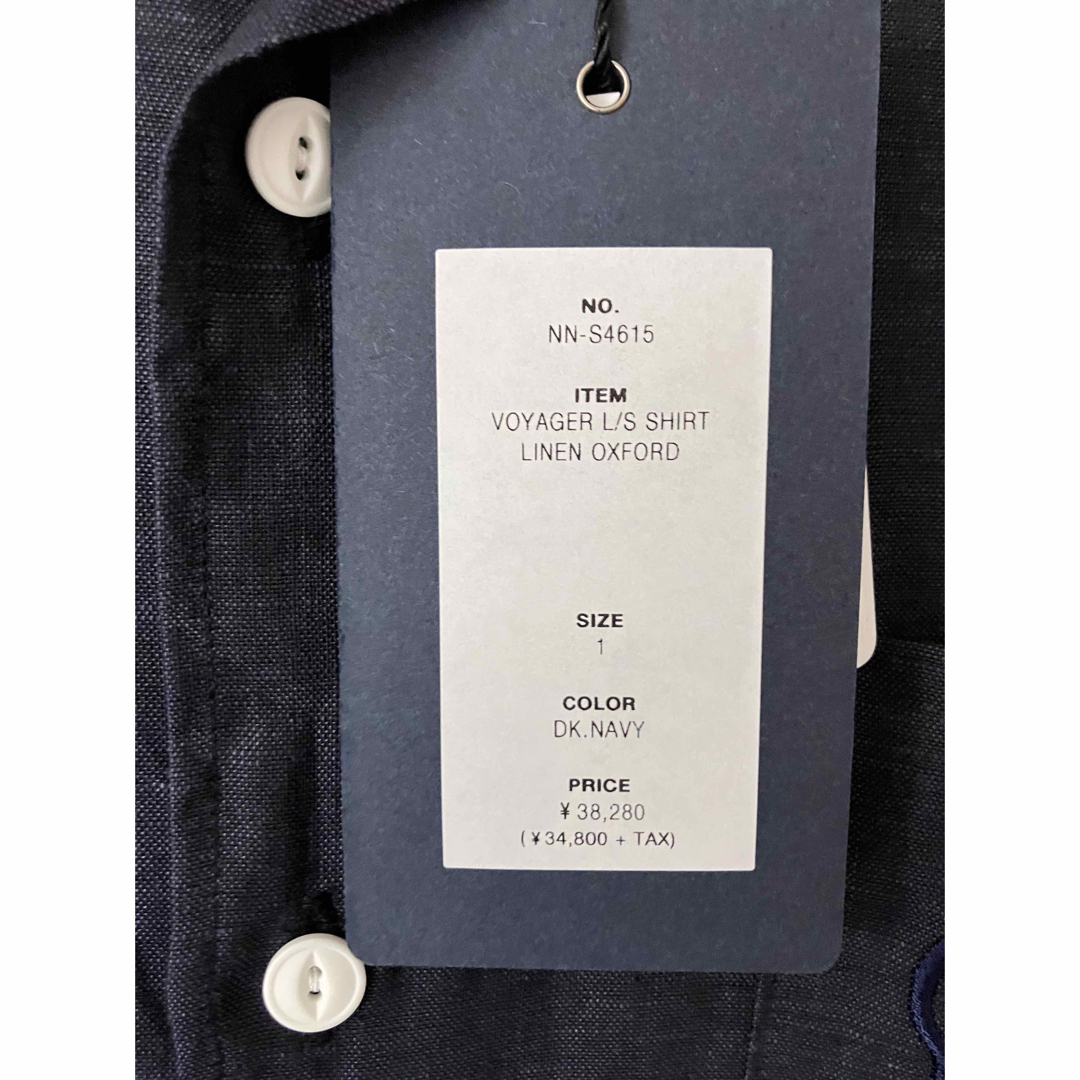 NO.
NN-S4615
ITEM
VOYAGER L/S SHIRT
LINEN OXFORD
SIZE
1
COLOR
DK.NAVY
PRICE
¥ 38,280
(¥34,800 + TAX)